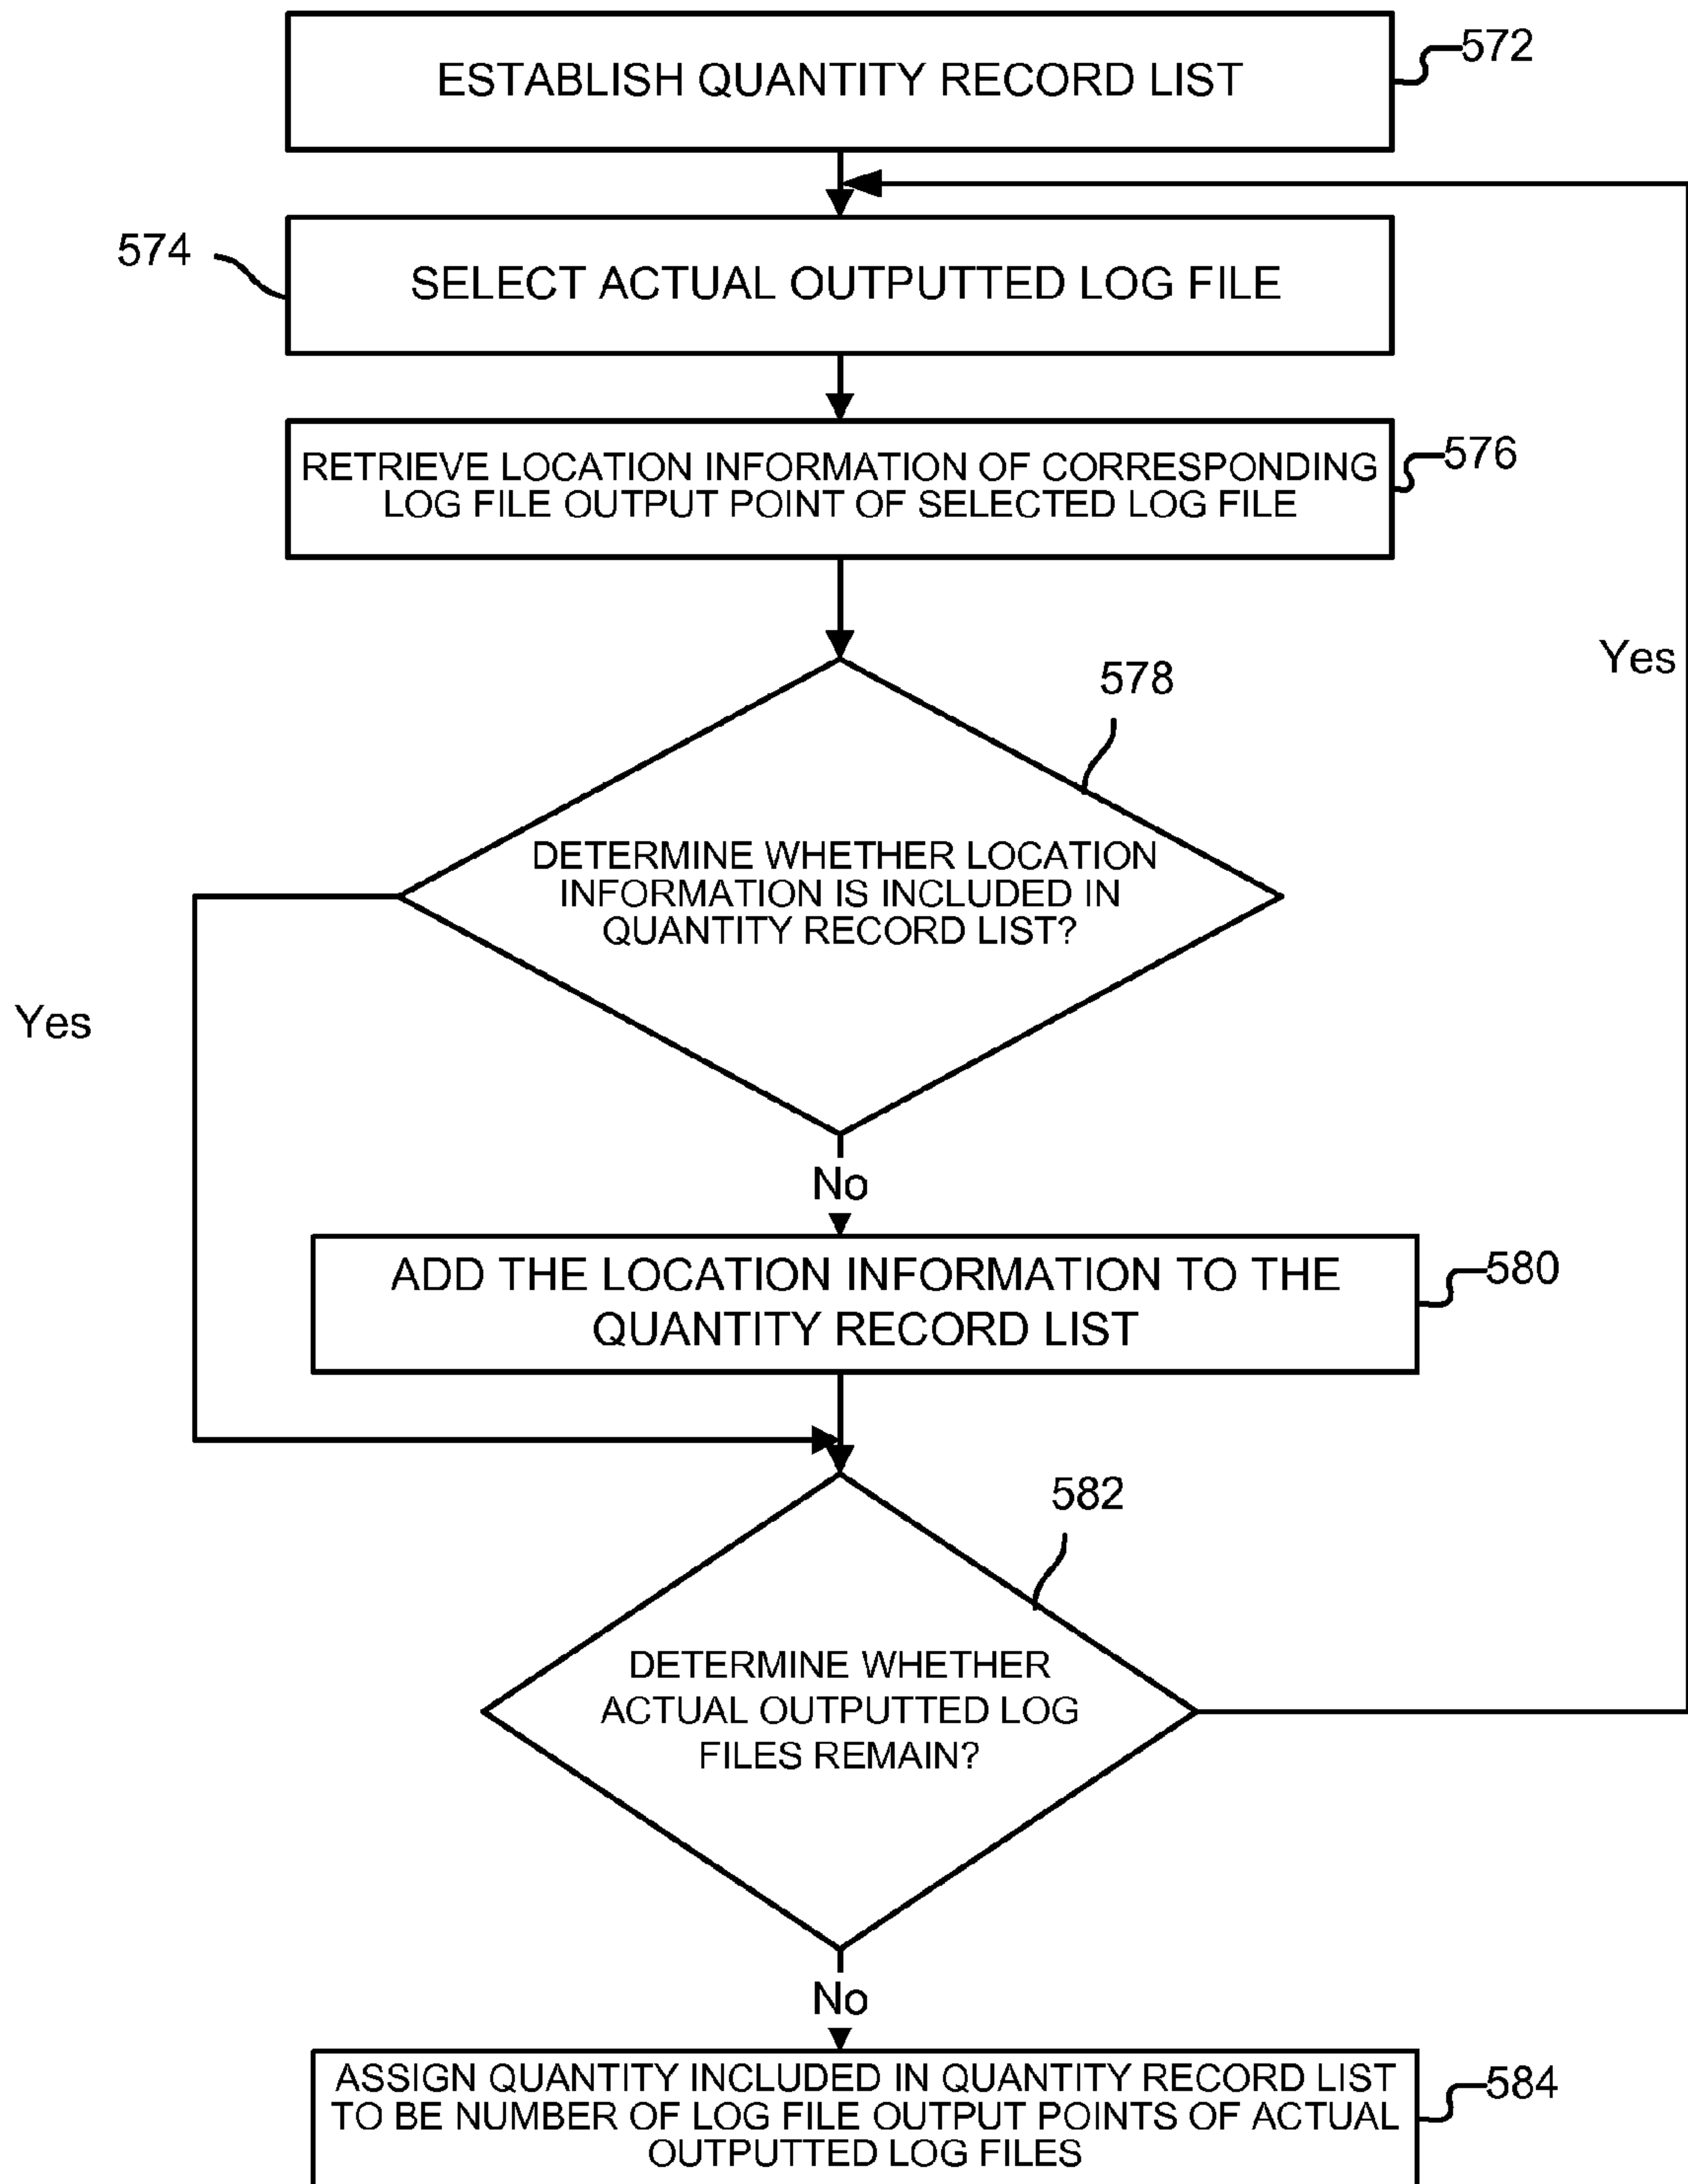 ESTABLISH QUANTITY RECORD LIST
572
574
SELECT ACTUAL OUTPUTTED LOG FILE
RETRIEVE LOCATION INFORMATION OF CORRESPONDING
LOG FILE OUTPUT POINT OF SELECTED LOG FILE
576
Yes
578
DETERMINE WHETHER LOCATION
INFORMATION IS INCLUDED IN
QUANTITY RECORD LIST?
Yes
No
ADD THE LOCATION INFORMATION TO THE
QUANTITY RECORD LIST
580
582
DETERMINE WHETHER
ACTUAL OUTPUTTED LOG
FILES REMAIN?
No
ASSIGN QUANTITY INCLUDED IN QUANTITY RECORD LIST
TO BE NUMBER OF LOG FILE OUTPUT POINTS OF ACTUAL
OUTPUTTED LOG FILES
584